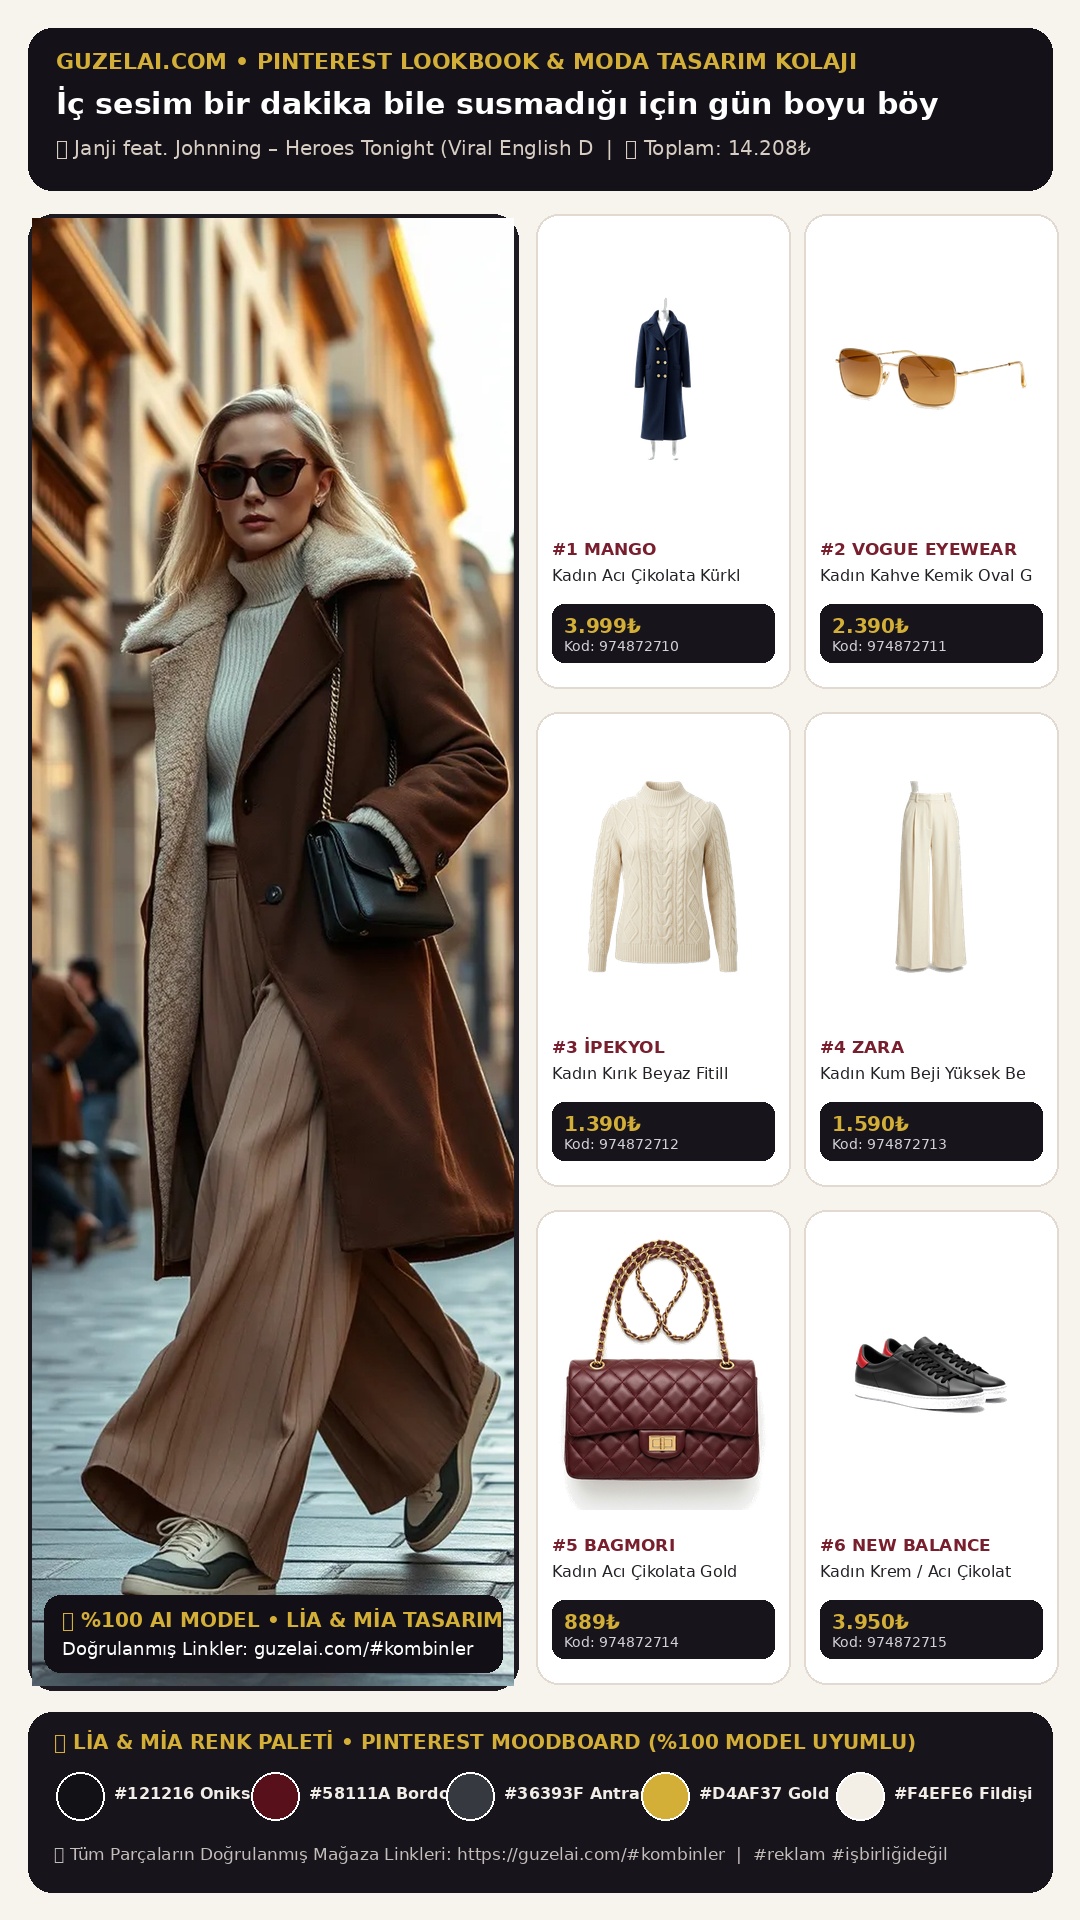 GUZELAI.COM • PINTEREST LOOKBOOK & MODA TASARIM KOLAJI
İç sesim bir dakika bile susmadığı için gün boyu böy
Janji feat. Johnning – Heroes Tonight (Viral English D | Toplam: 14.208₺
#1 MANGO
Kadın Acı Çikolata Kürkl
3.999₺
Kod: 974872710
#2 VOGUE EYEWEAR
Kadın Kahve Kemik Oval G
2.390₺
Kod: 974872711
#3 İPEKYOL
Kadın Kırık Beyaz Fitill
1.390₺
Kod: 974872712
#4 ZARA
Kadın Kum Beji Yüksek Be
1.590₺
Kod: 974872713
#5 BAGMORI
Kadın Acı Çikolata Gold
889₺
Kod: 974872714
#6 NEW BALANCE
Kadın Krem / Acı Çikolat
3.950₺
Kod: 974872715
%100 AI MODEL • LİA & MİA TASARIM
Doğrulanmış Linkler: guzelai.com/#kombinler
LİA & MİA RENK PALETİ • PINTEREST MOODBOARD (%100 MODEL UYUMLU)
#121216 Oniks #58111A Bordo #36393F Antra #D4AF37 Gold #F4EFE6 Fildişi
Tüm Parçaların Doğrulanmış Mağaza Linkleri: https://guzelai.com/#kombinler | #reklam #işbirliğideğil